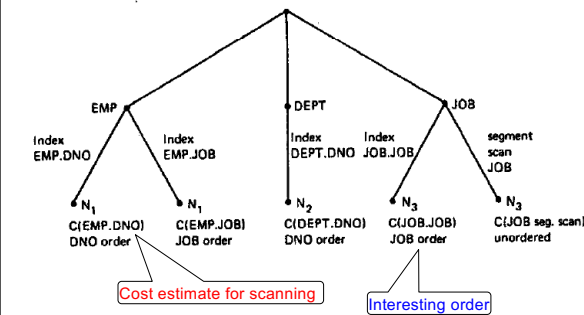 EMP
DEPT
JOB
Index
EMP.DNO
Index
EMP.JOB
Index
DEPT.DNO
Index
JOB.JOB
segment
scan
JOB
N1
N1
N2
N3
N3
C(EMP.DNO)
DNO order
C(EMP.JOB)
JOB order
C(DEPT.DNO)
DNO order
C(JOB.JOB)
JOB order
C(JOB seg. scan)
unordered
Cost estimate for scanning
Interesting order